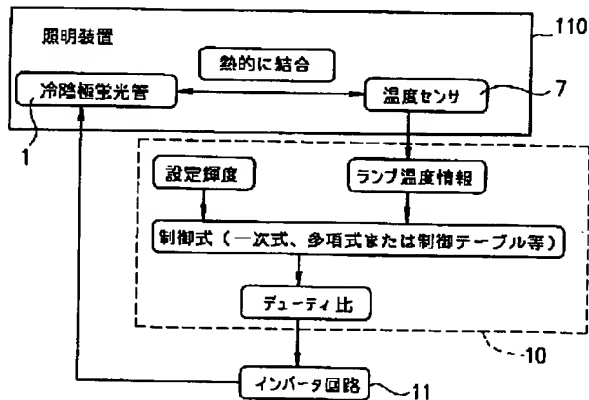 照明装置
110
熱的に結合
冷陰極蛍光管
温度センサ
7
1
設定輝度
ランプ温度情報
制御式(一次式、多項式または制御テーブル等)
デューティ比
10
インバータ回路
11